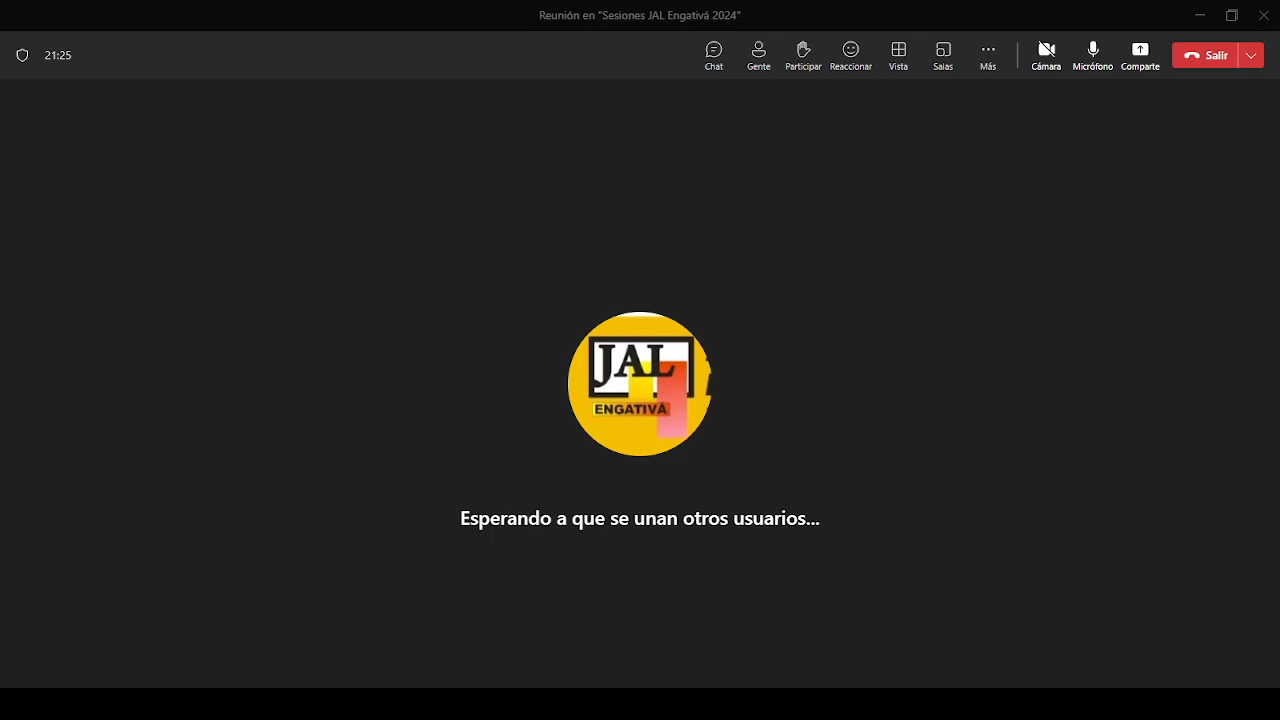 Reunión en "Sesiones JAL Engativá 2024"
21:25
Chat
Gente
Participar
Reaccionar
Vista
Salas
Más
Cámara
Micrófono
Comparte
Salir
JAL
ENGATIVÁ
Esperando a que se unan otros usuarios...